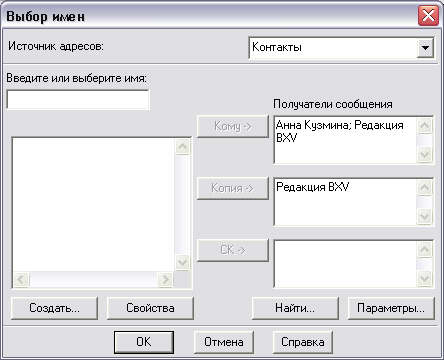 Выбор имен
Источник адресов:
Контакты
Введите или выберите имя:
Получатели сообщения
Кому ->
Анна Кузмина; Редакция
BXV
Копия ->
Редакция BXV
СК ->
Создать...
Свойства
Найти...
Параметры...
OK
Отмена
Справка